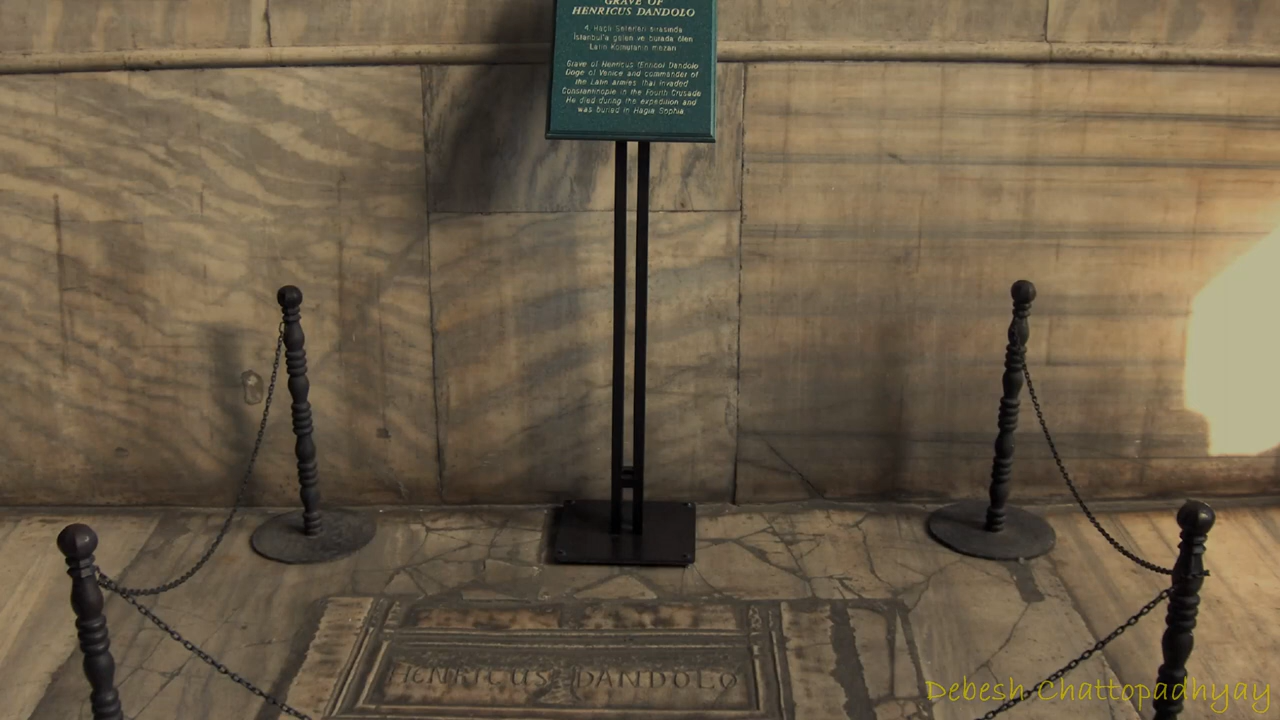 GRAVE OF
HENRICUS DANDOLO
4. Haçlı Seferleri sırasında
İstanbul'a gelen ve burada ölen
Latin Komutanın mezarı
Grave of Henricus (Enrico) Dandolo
Doge of Venice and commander of
the Latin armies that invaded
Constantinople in the Fourth Crusade
He died during the expedition and
was buried in Hagia Sophia
HENRICUS DANDOLO
Debesh Chattopadhyay